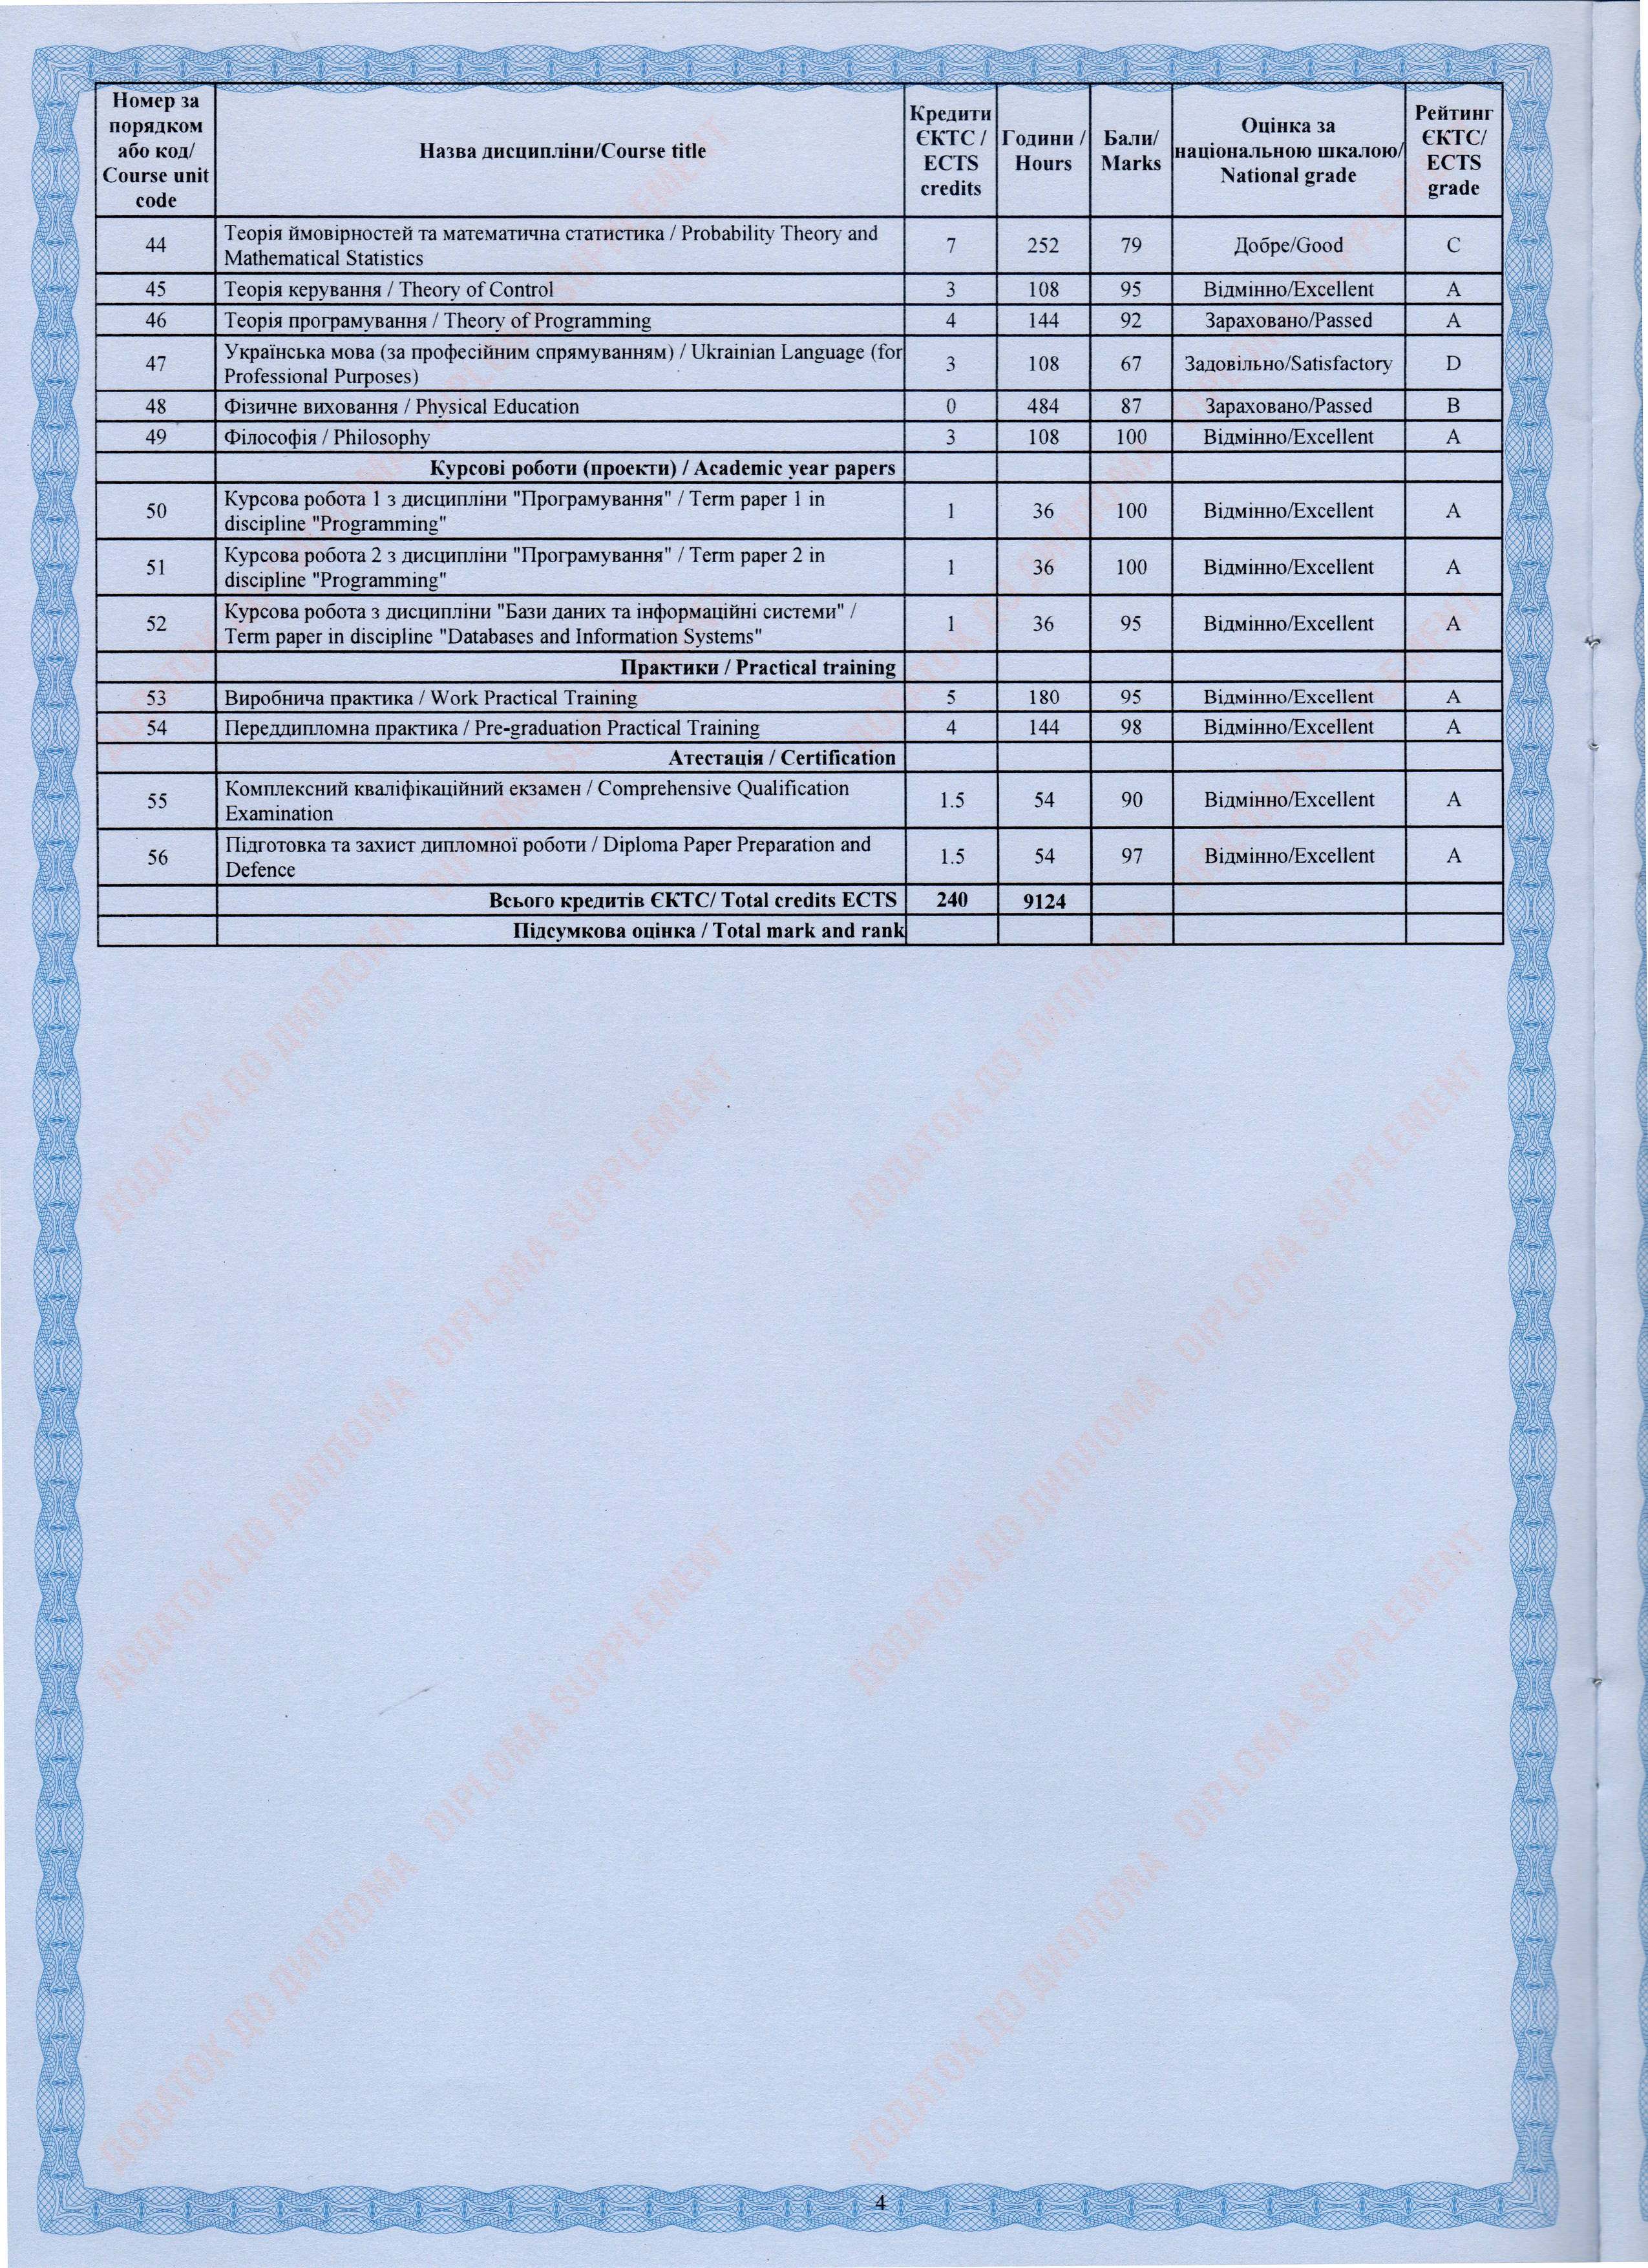 Номер за порядком або код/ Course unit code
Назва дисципліни/Course title
Кредити ЄКТС / ECTS credits
Години / Hours
Бали/ Marks
Оцінка за національною шкалою/ National grade
Рейтинг ЄКТС/ ECTS grade
44 Теорія ймовірностей та математична статистика / Probability Theory and 7 252 79 Добре/Good C
Mathematical Statistics
45 Теорія керування / Theory of Control 3 108 95 Відмінно/Excellent A
46 Теорія програмування / Theory of Programming 4 144 92 Зараховано/Passed A
47 Українська мова (за професійним спрямуванням) / Ukrainian Language (for 3 108 67 Задовільно/Satisfactory D
Professional Purposes)
48 Фізичне виховання / Physical Education 0 484 87 Зараховано/Passed B
49 Філософія / Philosophy 3 108 100 Відмінно/Excellent A
Курсові роботи (проекти) / Academic year papers
50 Курсова робота 1 з дисципліни "Програмування" / Term paper 1 in 1 36 100 Відмінно/Excellent A
discipline "Programming"
51 Курсова робота 2 з дисципліни "Програмування" / Term paper 2 in 1 36 100 Відмінно/Excellent A
discipline "Programming"
52 Курсова робота з дисципліни "Бази даних та інформаційні системи" / 1 36 95 Відмінно/Excellent A
Term paper in discipline "Databases and Information Systems"
Практики / Practical training
53 Виробнича практика / Work Practical Training 5 180 95 Відмінно/Excellent A
54 Переддипломна практика / Pre-graduation Practical Training 4 144 98 Відмінно/Excellent A
Атестація / Certification
55 Комплексний кваліфікаційний екзамен / Comprehensive Qualification 1.5 54 90 Відмінно/Excellent A
Examination
56 Підготовка та захист дипломної роботи / Diploma Paper Preparation and 1.5 54 97 Відмінно/Excellent A
Defence
Всього кредитів ЄКТС/ Total credits ECTS 240 9124
Підсумкова оцінка / Total mark and rank
ДОДАТОК ДО ДИПЛОМА DIPLOMA SUPPLEMENT
4